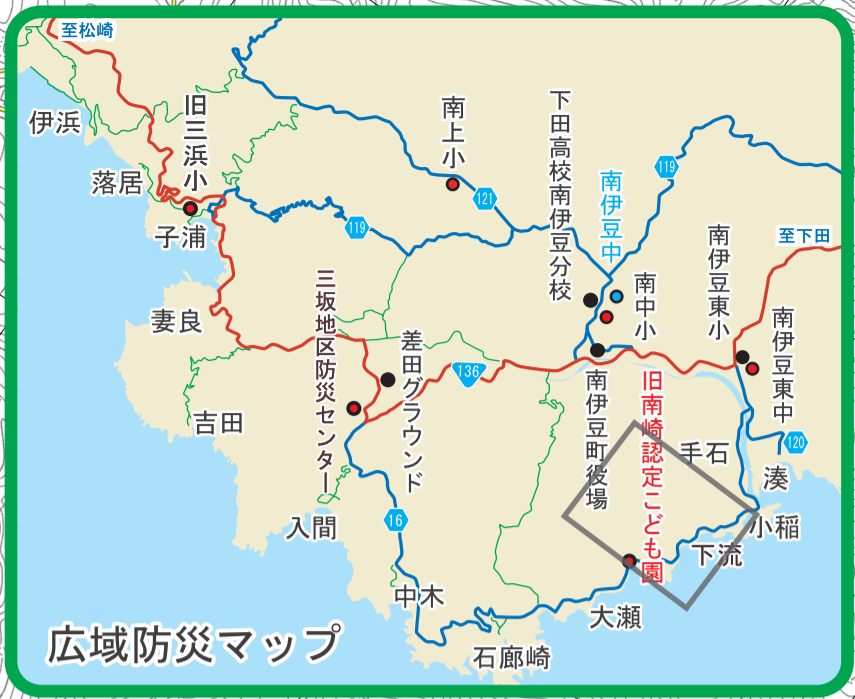 至松崎
伊浜
旧三浜小
落居
子浦
妻良
吉田
119
南上小
121
下田高校南伊豆分校
南伊豆中
119
南中小
南伊豆東小
至下田
南伊豆東中
120
三坂地区防災センター
差田グラウンド
136
南伊豆町役場
旧南崎認定こども園
手石
湊
小稲
下流
大瀬
16
入間
中木
石廊崎
広域防災マップ